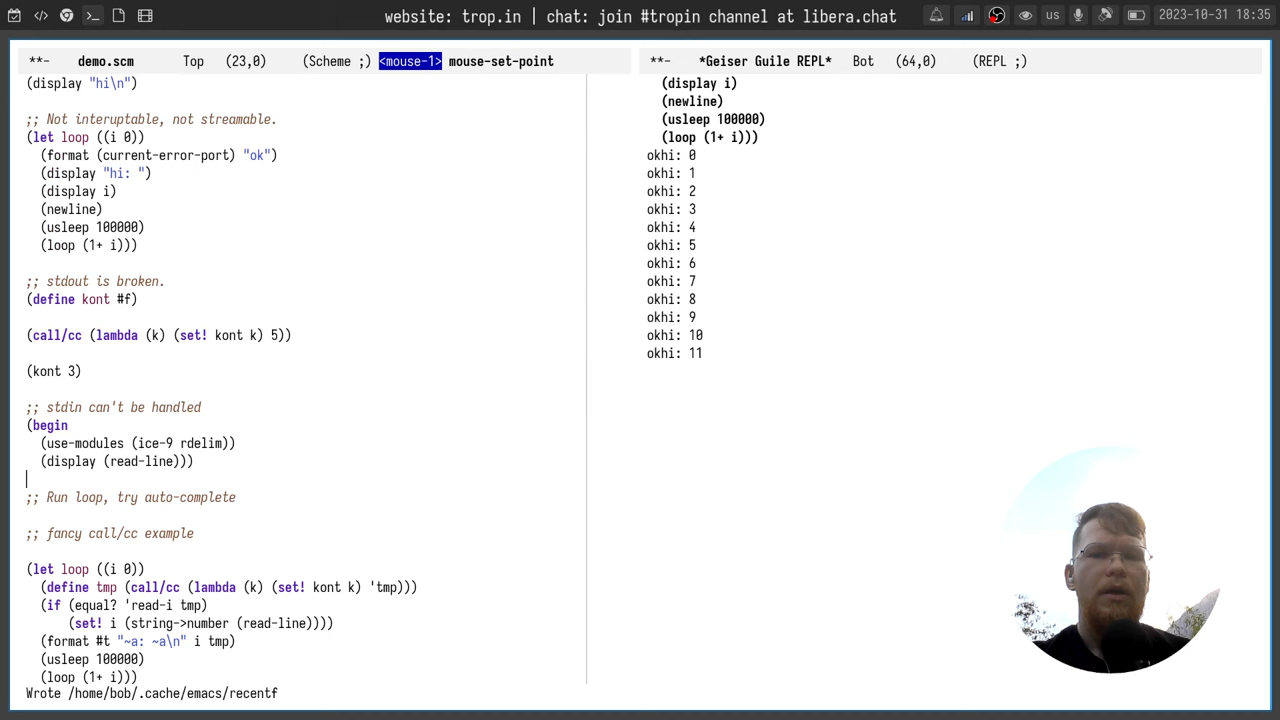 website: trop.in | chat: join #tropin channel at libera.chat
us
2023-10-31 18:35
**- demo.scm Top (23,0) (Scheme ;) <mouse-1> mouse-set-point
(display "hi\n")
;; Not interuptable, not streamable.
(let loop ((i 0))
(format (current-error-port) "ok")
(display "hi: ")
(display i)
(newline)
(usleep 100000)
(loop (1+ i)))
;; stdout is broken.
(define kont #f)
(call/cc (lambda (k) (set! kont k) 5))
(kont 3)
;; stdin can't be handled
(begin
(use-modules (ice-9 rdelim))
(display (read-line)))
;; Run loop, try auto-complete
;; fancy call/cc example
(let loop ((i 0))
(define tmp (call/cc (lambda (k) (set! kont k) 'tmp)))
(if (equal? 'read-i tmp)
(set! i (string->number (read-line))))
(format #t "~a: ~a\n" i tmp)
(usleep 100000)
(loop (1+ i)))
Wrote /home/bob/.cache/emacs/recentf
**- *Geiser Guile REPL* Bot (64,0) (REPL ;)
(display i)
(newline)
(usleep 100000)
(loop (1+ i)))
okhi: 0
okhi: 1
okhi: 2
okhi: 3
okhi: 4
okhi: 5
okhi: 6
okhi: 7
okhi: 8
okhi: 9
okhi: 10
okhi: 11